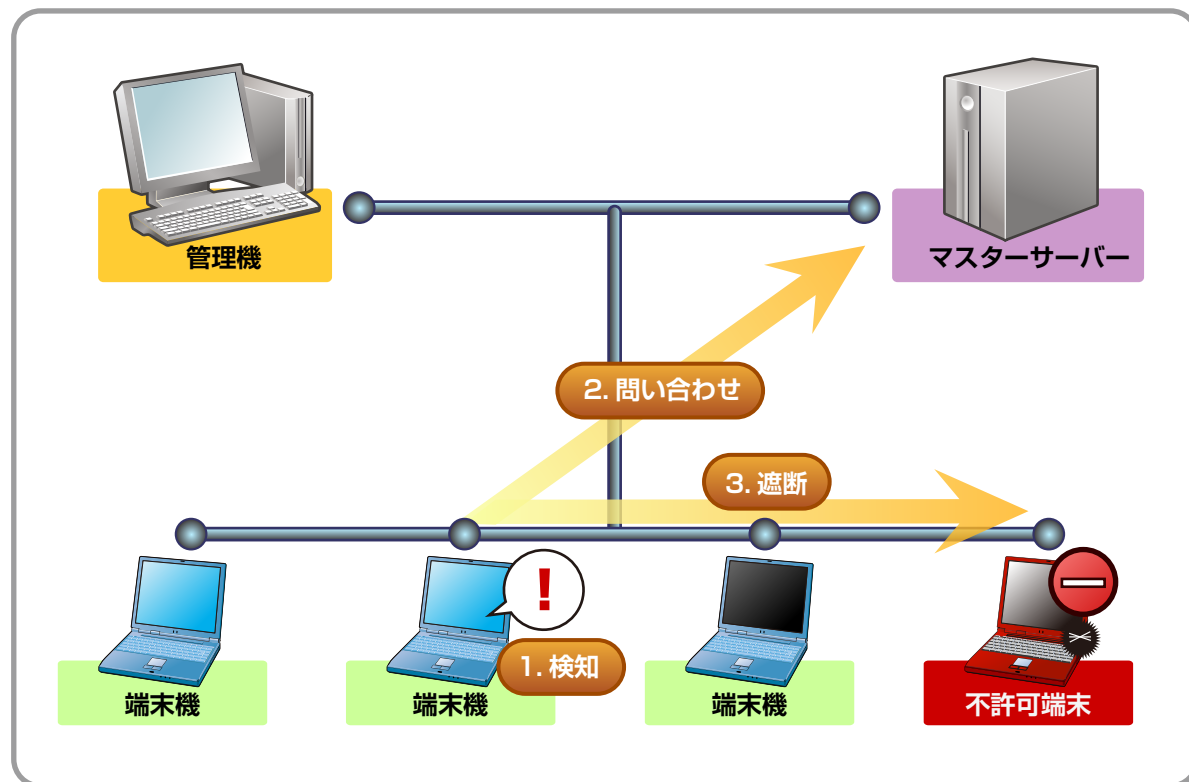 管理機
マスターサーバー
2. 問い合わせ
3. 遮断
!
1. 検知
端末機
端末機
端末機
不許可端末